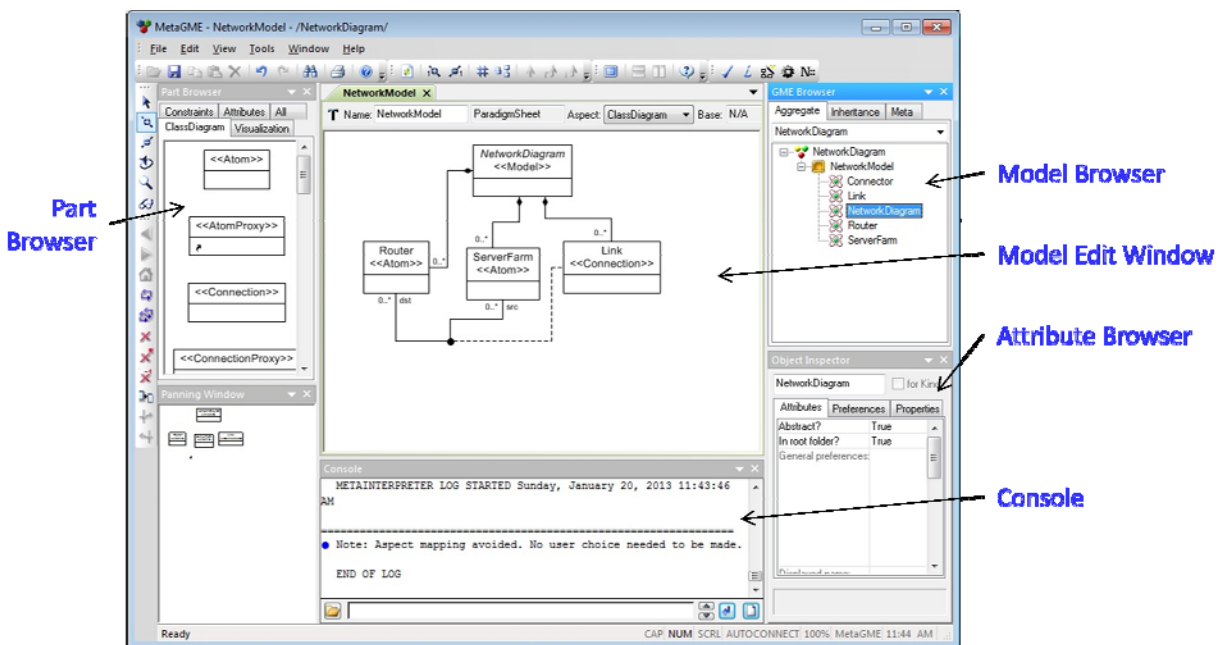 MetaGME - NetworkModel - /NetworkDiagram/
File Edit View Tools Window Help
Part Browser
Constraints Attributes All
ClassDiagram Visualization
<<Atom>>
<<AtomProxy>>
<<Connection>>
<<ConnectionProxy>>
Panning Window
NetworkModel X
Name: NetworkModel ParadigmSheet Aspect: ClassDiagram Base: N/A
NetworkDiagram
<<Model>>
0..*
0..*
0..*
Router
<<Atom>>
ServerFarm
<<Atom>>
Link
<<Connection>>
0..* dst
0..* src
Console
METAINTERPRETER LOG STARTED Sunday, January 20, 2013 11:43:46
AM
Note: Aspect mapping avoided. No user choice needed to be made.
END OF LOG
GME Browser
Aggregate Inheritance Meta
NetworkDiagram
NetworkDiagram
NetworkModel
Connector
Link
NetworkDiagram
Router
ServerFarm
Object Inspector
NetworkDiagram for Kind
Attributes Preferences Properties
Abstract? True
In root folder? True
General preferences:
Displayed name:
Ready CAP NUM SCRL AUTOCONNECT 100% MetaGME 11:44 AM
Part
Browser
Model Browser
Model Edit Window
Attribute Browser
Console